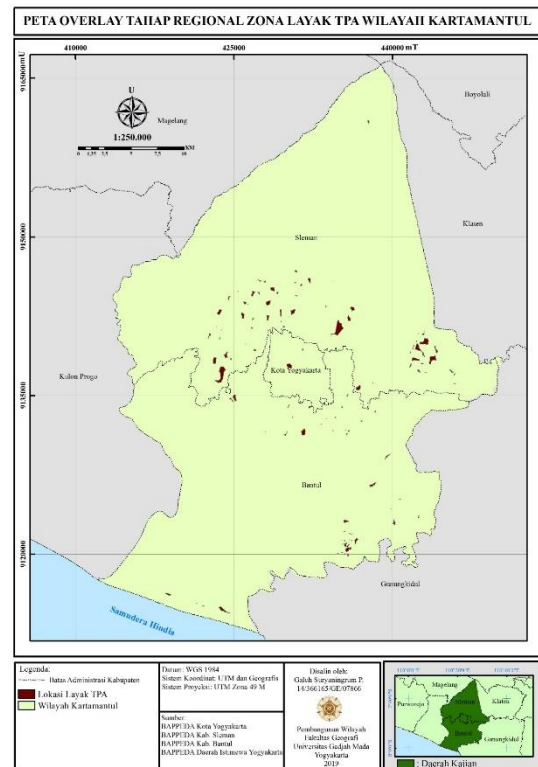 PETA OVERLAY TAHAP REGIONAL ZONA LAYAK TPA WILAYAH KARTAMANTUL
410000
425000
440000 mT
9165000mU
9150000
9135000
9120000
U
1:250.000
KM
Magelang
Boyolali
Klaten
Sleman
Kulon Progo
Kota Yogyakarta
Bantul
Gunungkidul
Samudera Hindia
Legenda:
Batas Administrasi Kabupaten
Lokasi Layak TPA
Wilayah Kartamantul
Datum: WGS 1984
Sistem Koordinat: UTM dan Geografis
Sistem Proyeksi: UTM Zona 49 M
Sumber:
BAPPEDA Kota Yogyakarta
BAPPEDA Kab. Sleman
BAPPEDA Kab. Bantul
BAPPEDA Daerah Istimewa Yogyakarta
Disalin oleh:
Galuh Suryaningrum P.
14/366165/GE/07866
Pembangunan Wilayah
Fakultas Geografi
Universitas Gadjah Mada
Yogyakarta
2019
Magelang
Purworejo
Sleman
Klaten
Bantul
Gunungkidul
: Daerah Kajian